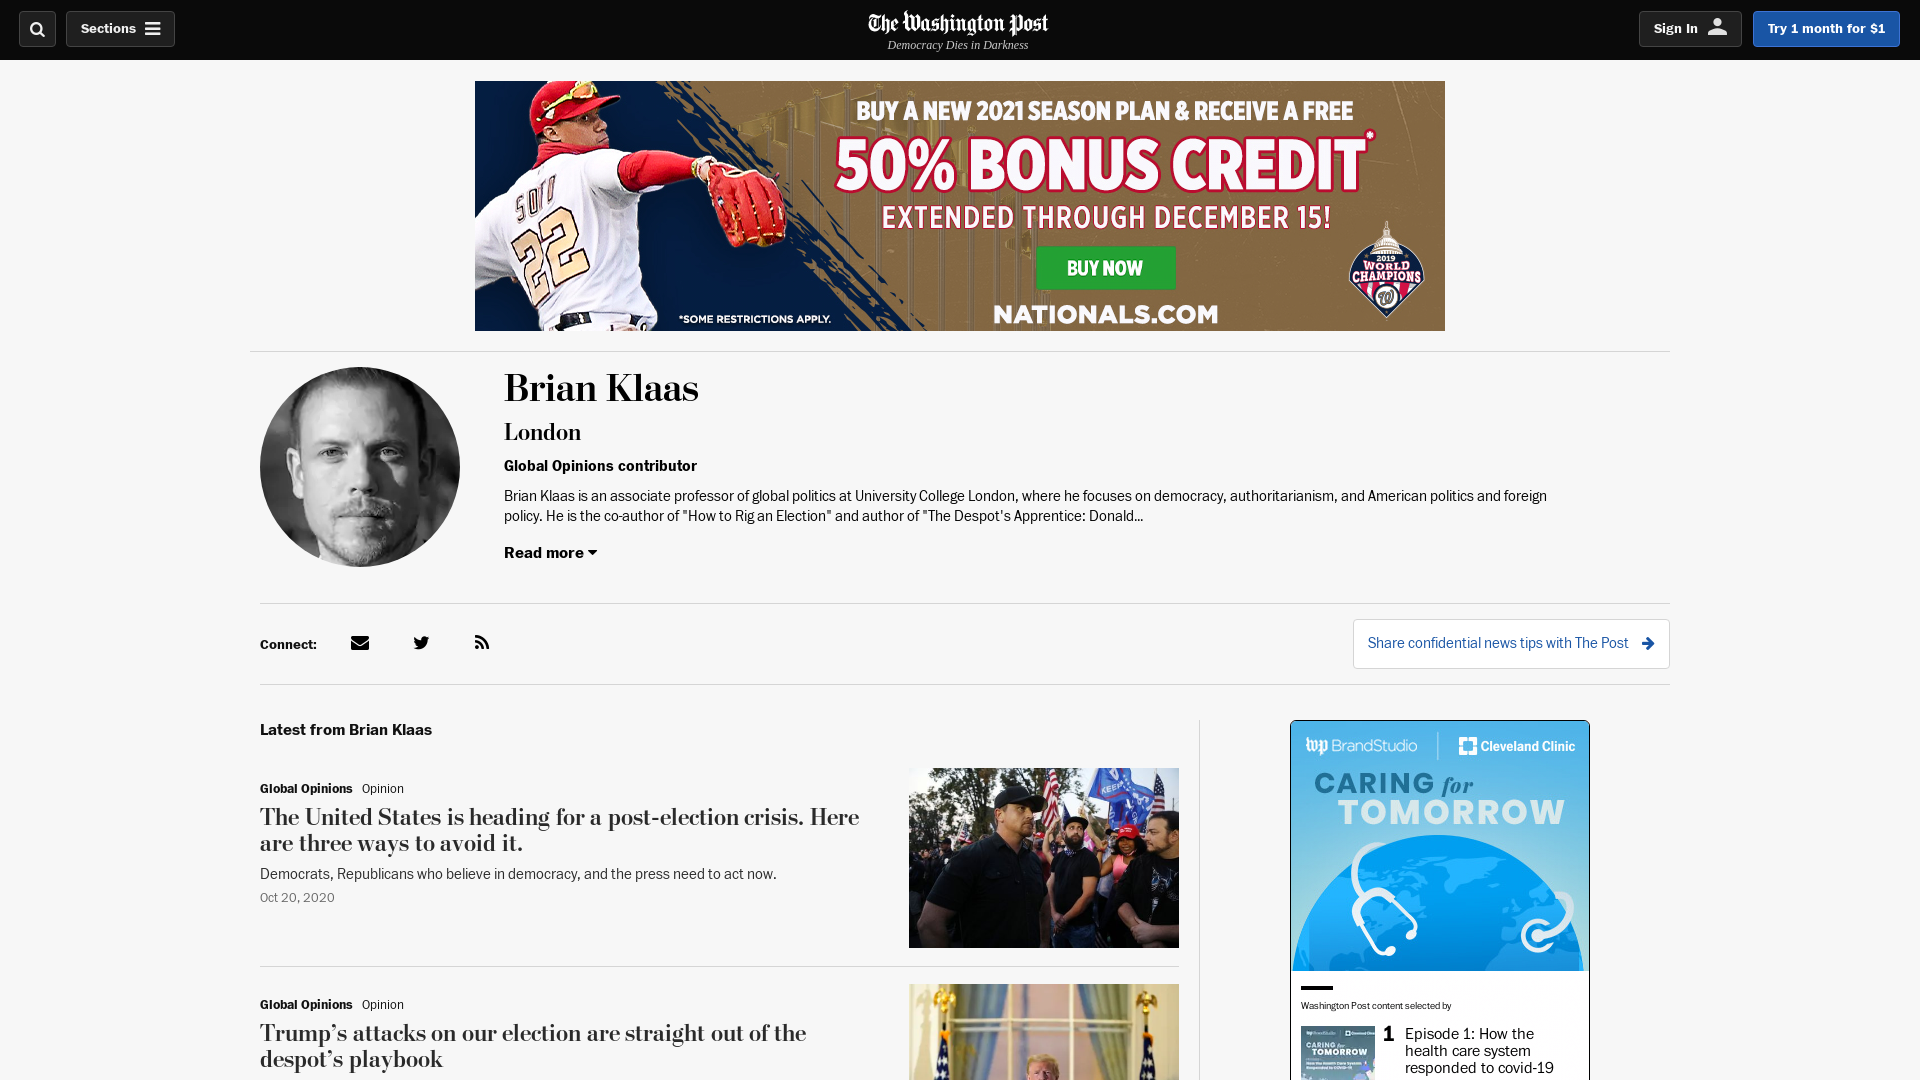 Sections
The Washington Post
Democracy Dies in Darkness
Sign In
Try 1 month for $1
BUY A NEW 2021 SEASON PLAN & RECEIVE A FREE
50% BONUS CREDIT*
EXTENDED THROUGH DECEMBER 15!
BUY NOW
NATIONALS.COM
*SOME RESTRICTIONS APPLY.
SOTO
22
2019
WORLD
CHAMPIONS
W
Brian Klaas
London
Global Opinions contributor
Brian Klaas is an associate professor of global politics at University College London, where he focuses on democracy, authoritarianism, and American politics and foreign
policy. He is the co-author of "How to Rig an Election" and author of "The Despot's Apprentice: Donald...
Read more
Connect:
Share confidential news tips with The Post
Latest from Brian Klaas
Global Opinions Opinion
The United States is heading for a post-election crisis. Here
are three ways to avoid it.
Democrats, Republicans who believe in democracy, and the press need to act now.
Oct 20, 2020
KEEP
Global Opinions Opinion
Trump’s attacks on our election are straight out of the
despot’s playbook
wp BrandStudio
Cleveland Clinic
CARING for
TOMORROW
Washington Post content selected by
CARING for
TOMORROW
1
Episode 1: How the
health care system
responded to covid-19